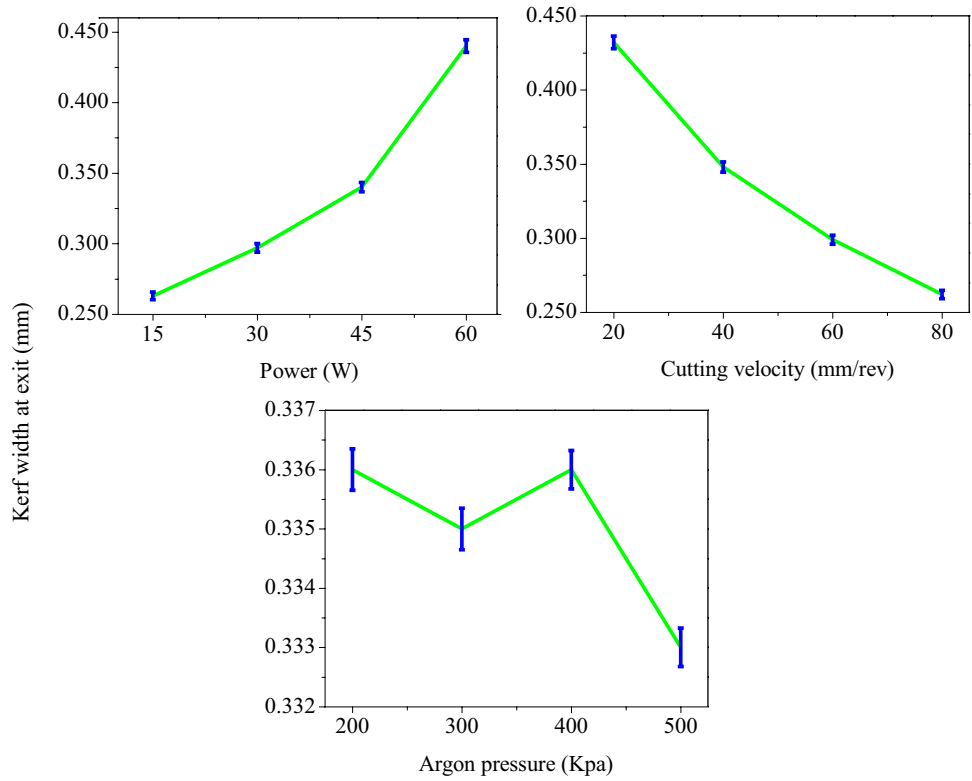 Kerf width at exit (mm)
0.450
0.400
0.350
0.300
0.250
15 30 45 60
Power (W)
0.450
0.400
0.350
0.300
0.250
20 40 60 80
Cutting velocity (mm/rev)
0.337
0.336
0.335
0.334
0.333
0.332
200 300 400 500
Argon pressure (Kpa)